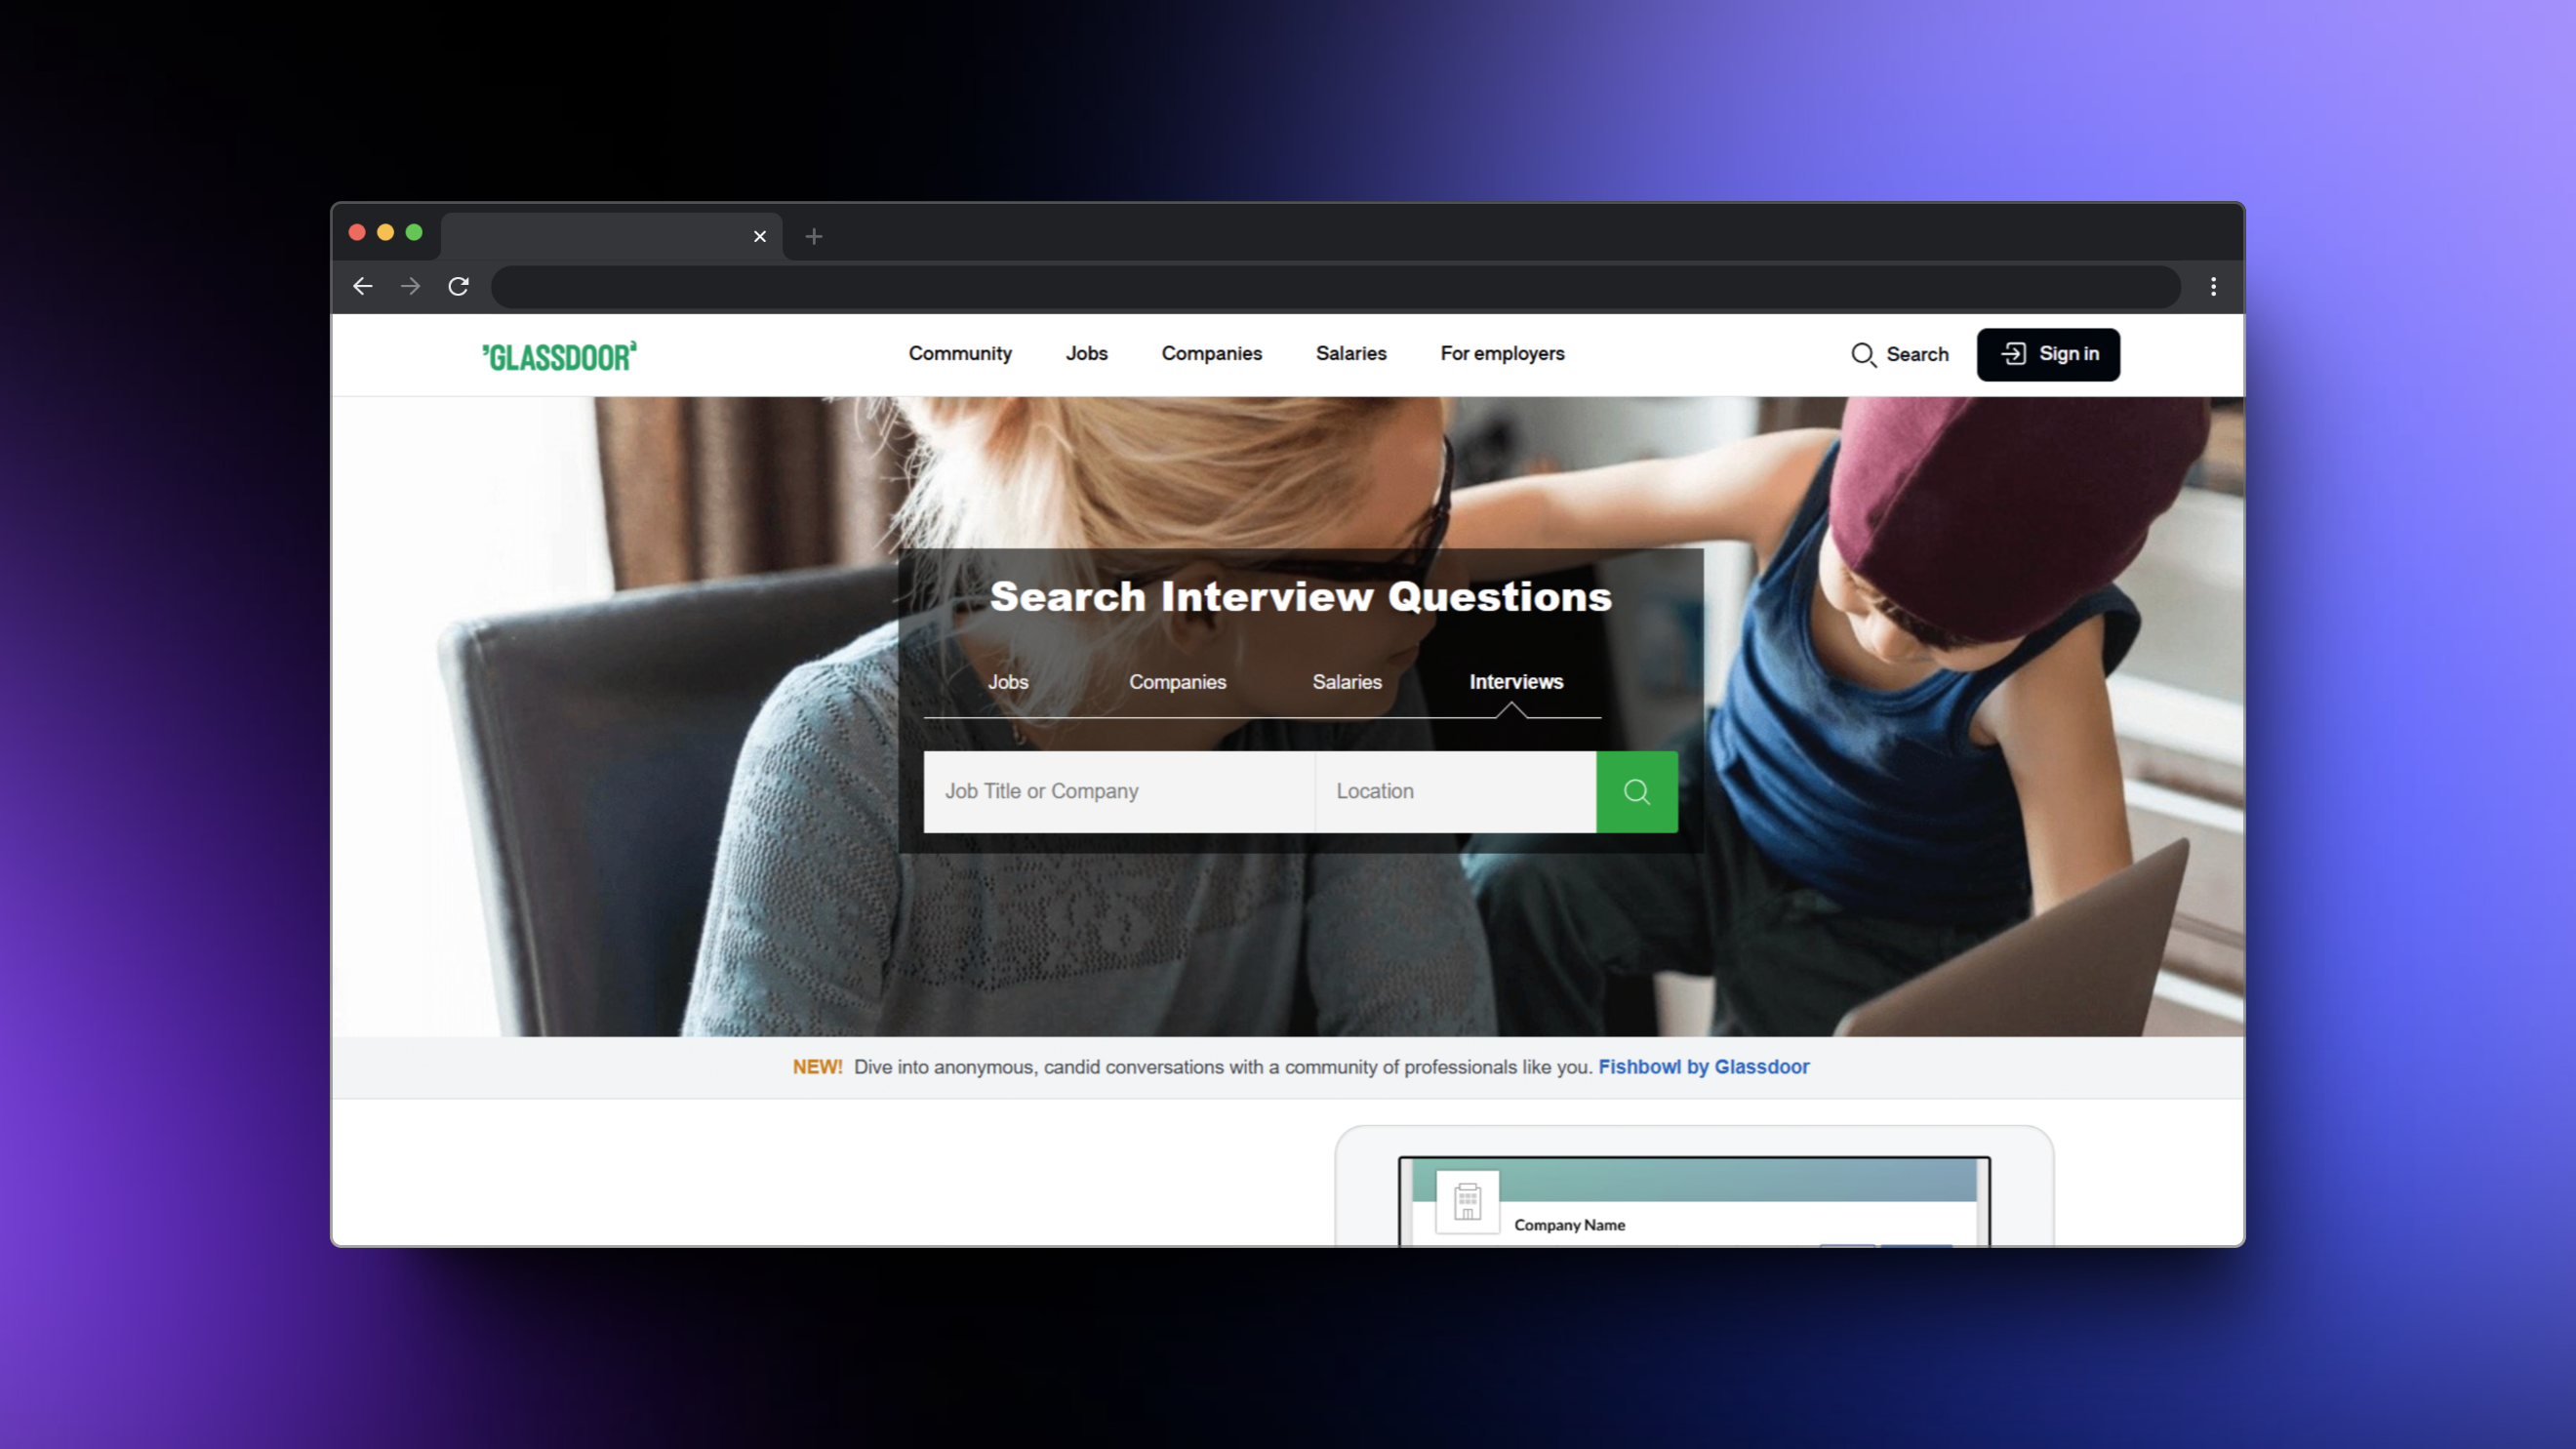 GLASSDOOR
Community Jobs Companies Salaries For employers Search Sign in
Search Interview Questions
Jobs Companies Salaries Interviews
Job Title or Company Location
NEW! Dive into anonymous, candid conversations with a community of professionals like you. Fishbowl by Glassdoor
Company Name